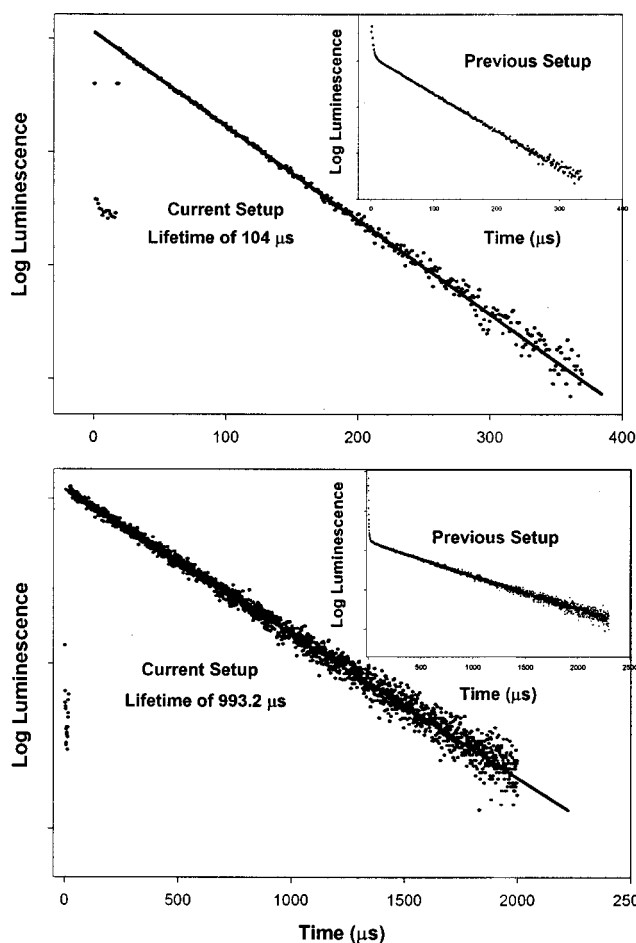 Previous Setup
Log Luminescence
0 100 200 300 400
Time (μs)
Current Setup
Lifetime of 104 μs
Log Luminescence
0 100 200 300 400
Previous Setup
Log Luminescence
500 1000 1500 2000 2500
Time (μs)
Current Setup
Lifetime of 993.2 μs
Log Luminescence
0 500 1000 1500 2000 250
Time (μs)